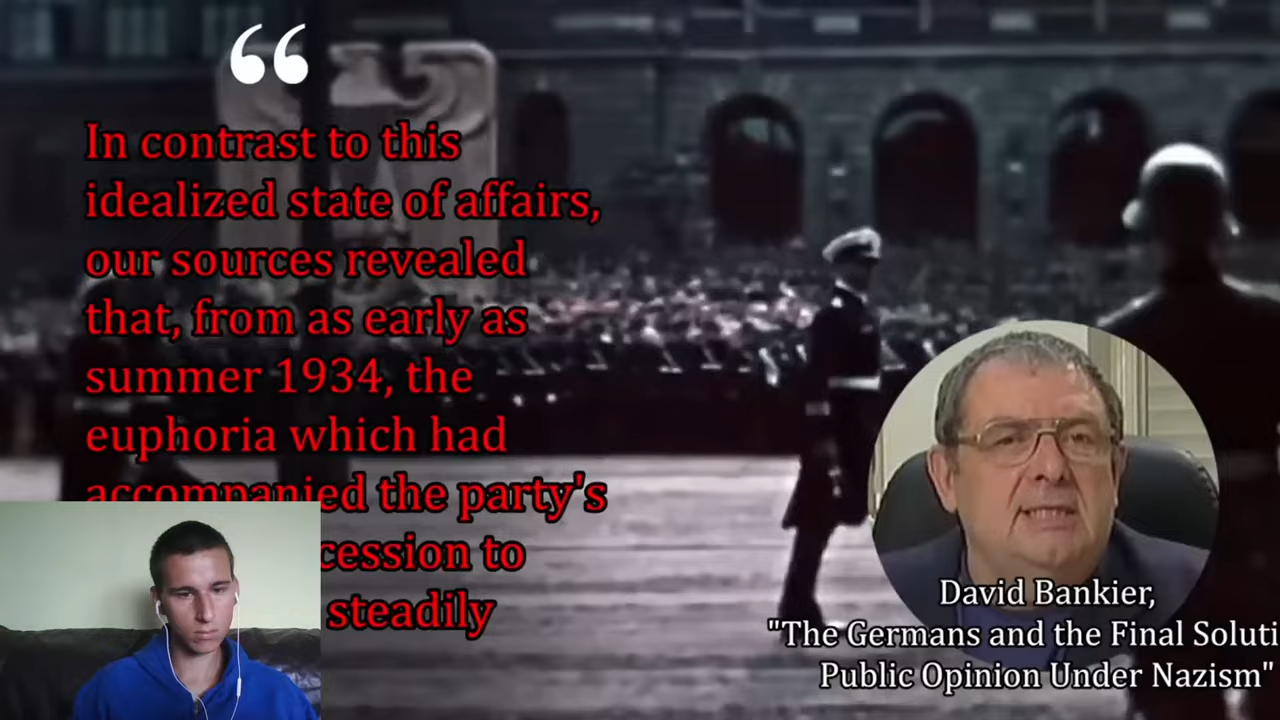 “
In contrast to this
idealized state of affairs,
our sources revealed
that, from as early as
summer 1934, the
euphoria which had
accompanied the party's
cession to
steadily
David Bankier,
"The Germans and the Final Soluti
Public Opinion Under Nazism"